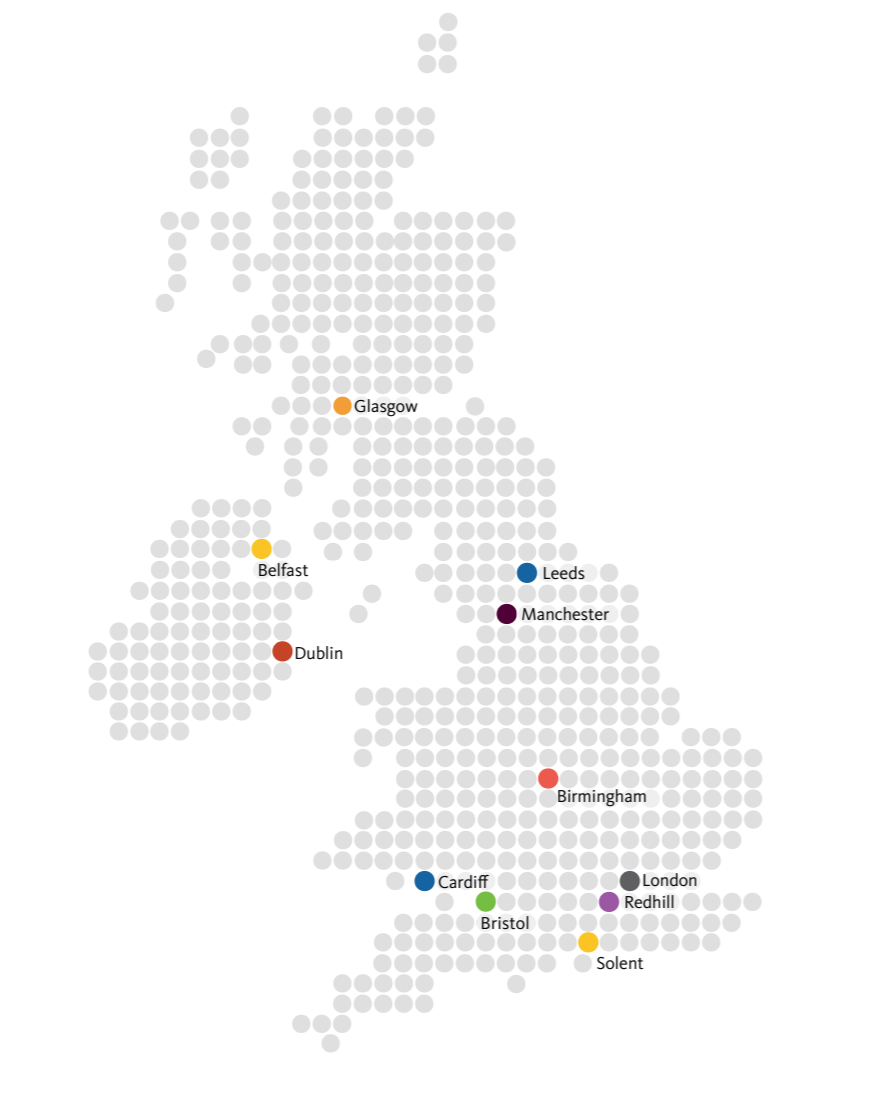 Glasgow
Belfast
Leeds
Manchester
Dublin
Birmingham
Cardiff
London
Bristol
Redhill
Solent